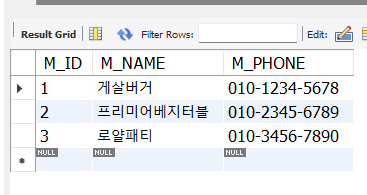 Result Grid Filter Rows: Edit:
M_ID M_NAME M_PHONE
1 게살버거 010-1234-5678
2 프리미어베지터블 010-2345-6789
3 로얄패티 010-3456-7890
NULL NULL NULL